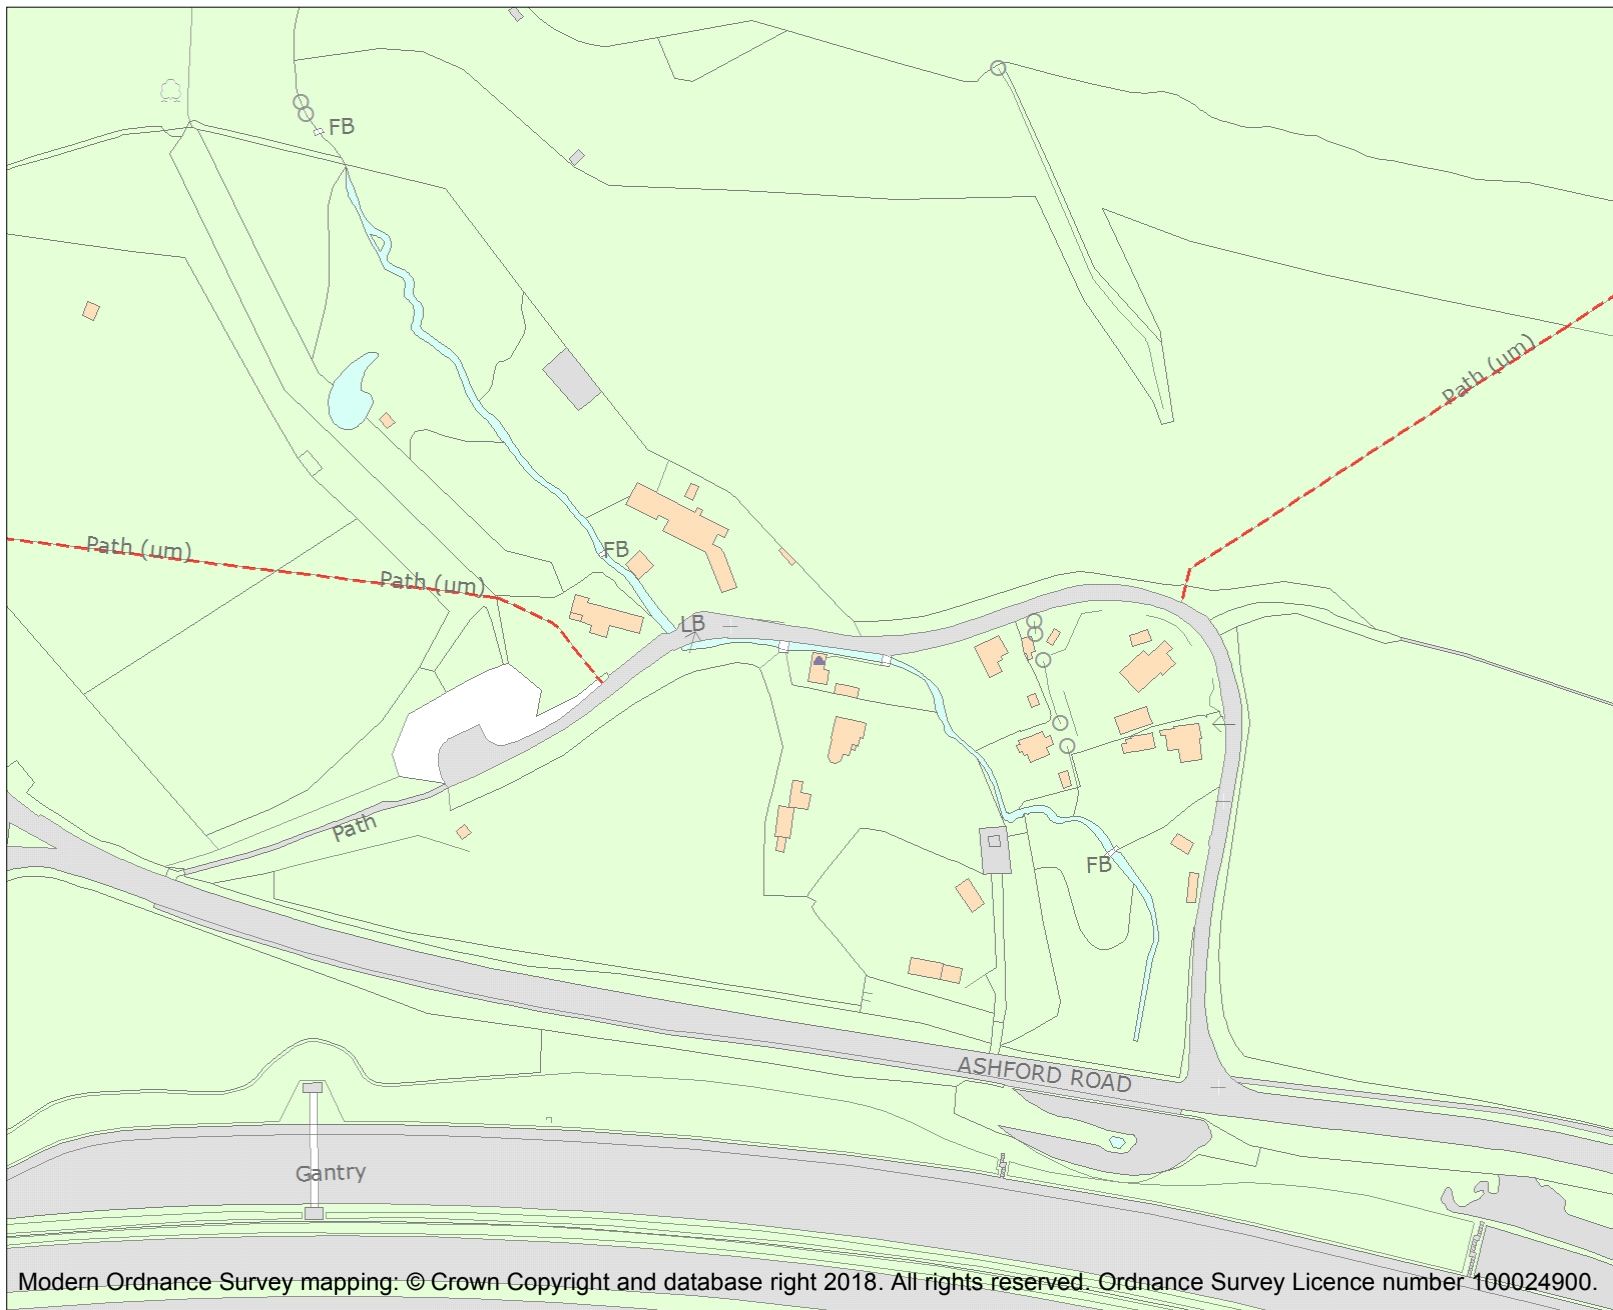 FB
Path (um)
Path (um)
Path (um)
FB
LB
Path
FB
ASHFORD ROAD
Gantry
Modern Ordnance Survey mapping: © Crown Copyright and database right 2018. All rights reserved. Ordnance Survey Licence number 100024900.